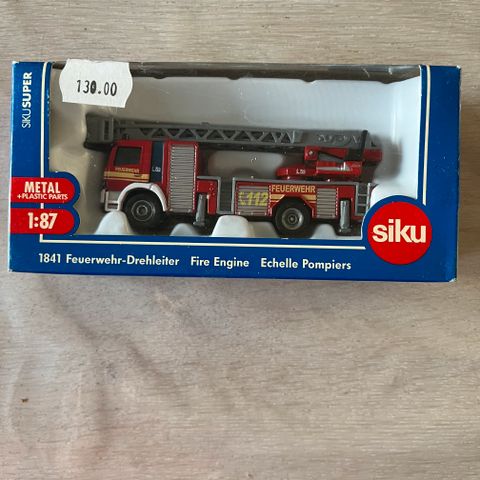 SIKU SUPER
130.00
METAL
+PLASTIC PARTS
1:87
FEUERWEHR
112
FEUERWEHR
siku
1841 Feuerwehr-Drehleiter Fire Engine Echelle Pompiers